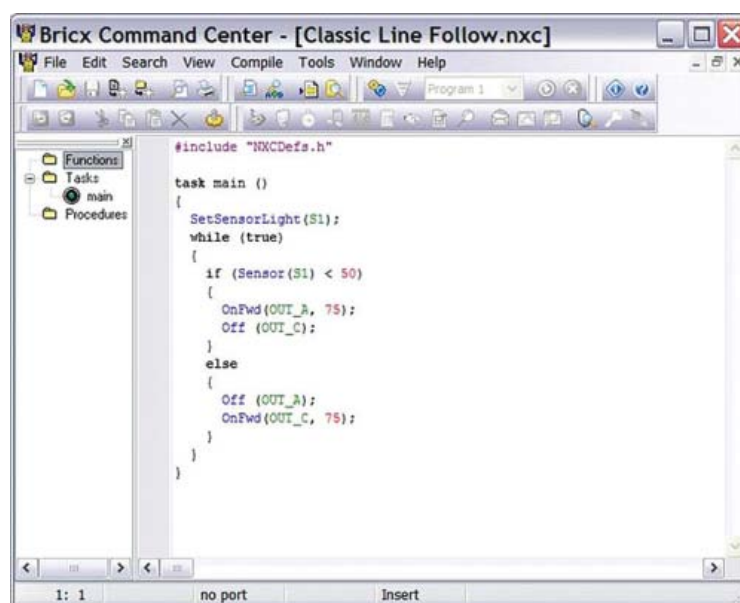 Bricx Command Center - [Classic Line Follow.nxc]
File Edit Search View Compile Tools Window Help
Program 1
Functions
Tasks
main
Procedures
#include "NXCDefs.h"
task main ()
{
SetSensorLight(S1);
while (true)
{
if (Sensor(S1) < 50)
{
OnFwd(OUT_A, 75);
Off (OUT_C);
}
else
{
Off (OUT_A);
OnFwd(OUT_C, 75);
}
}
}
1: 1 no port Insert